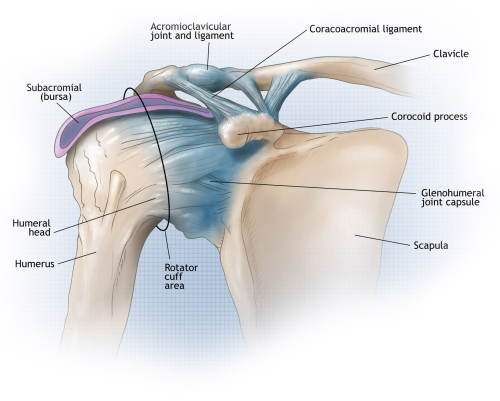 Acromioclavicular
joint and ligament
Coracoacromial ligament
Clavicle
Subacromial
(bursa)
Corocoid process
Glenohumeral
joint capsule
Humeral
head
Scapula
Humerus
Rotator
cuff
area